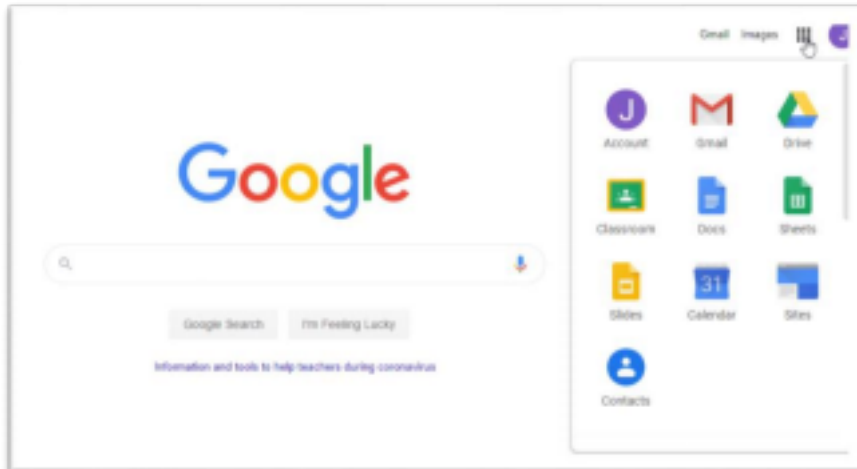 Gmail Images J
J
Account Gmail Drive
Google
Classroom Docs Sheets
31
Slides Calendar Sites
Google Search I'm Feeling Lucky
Information and tools to help teachers during coronavirus
Contacts